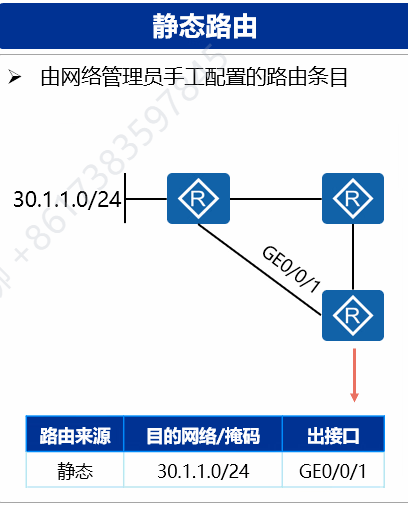 静态路由
➢ 由网络管理员手工配置的路由条目
30.1.1.0/24
R
R
GE0/0/1
R
路由来源 目的网络/掩码 出接口
静态 30.1.1.0/24 GE0/0/1
+8617383597845